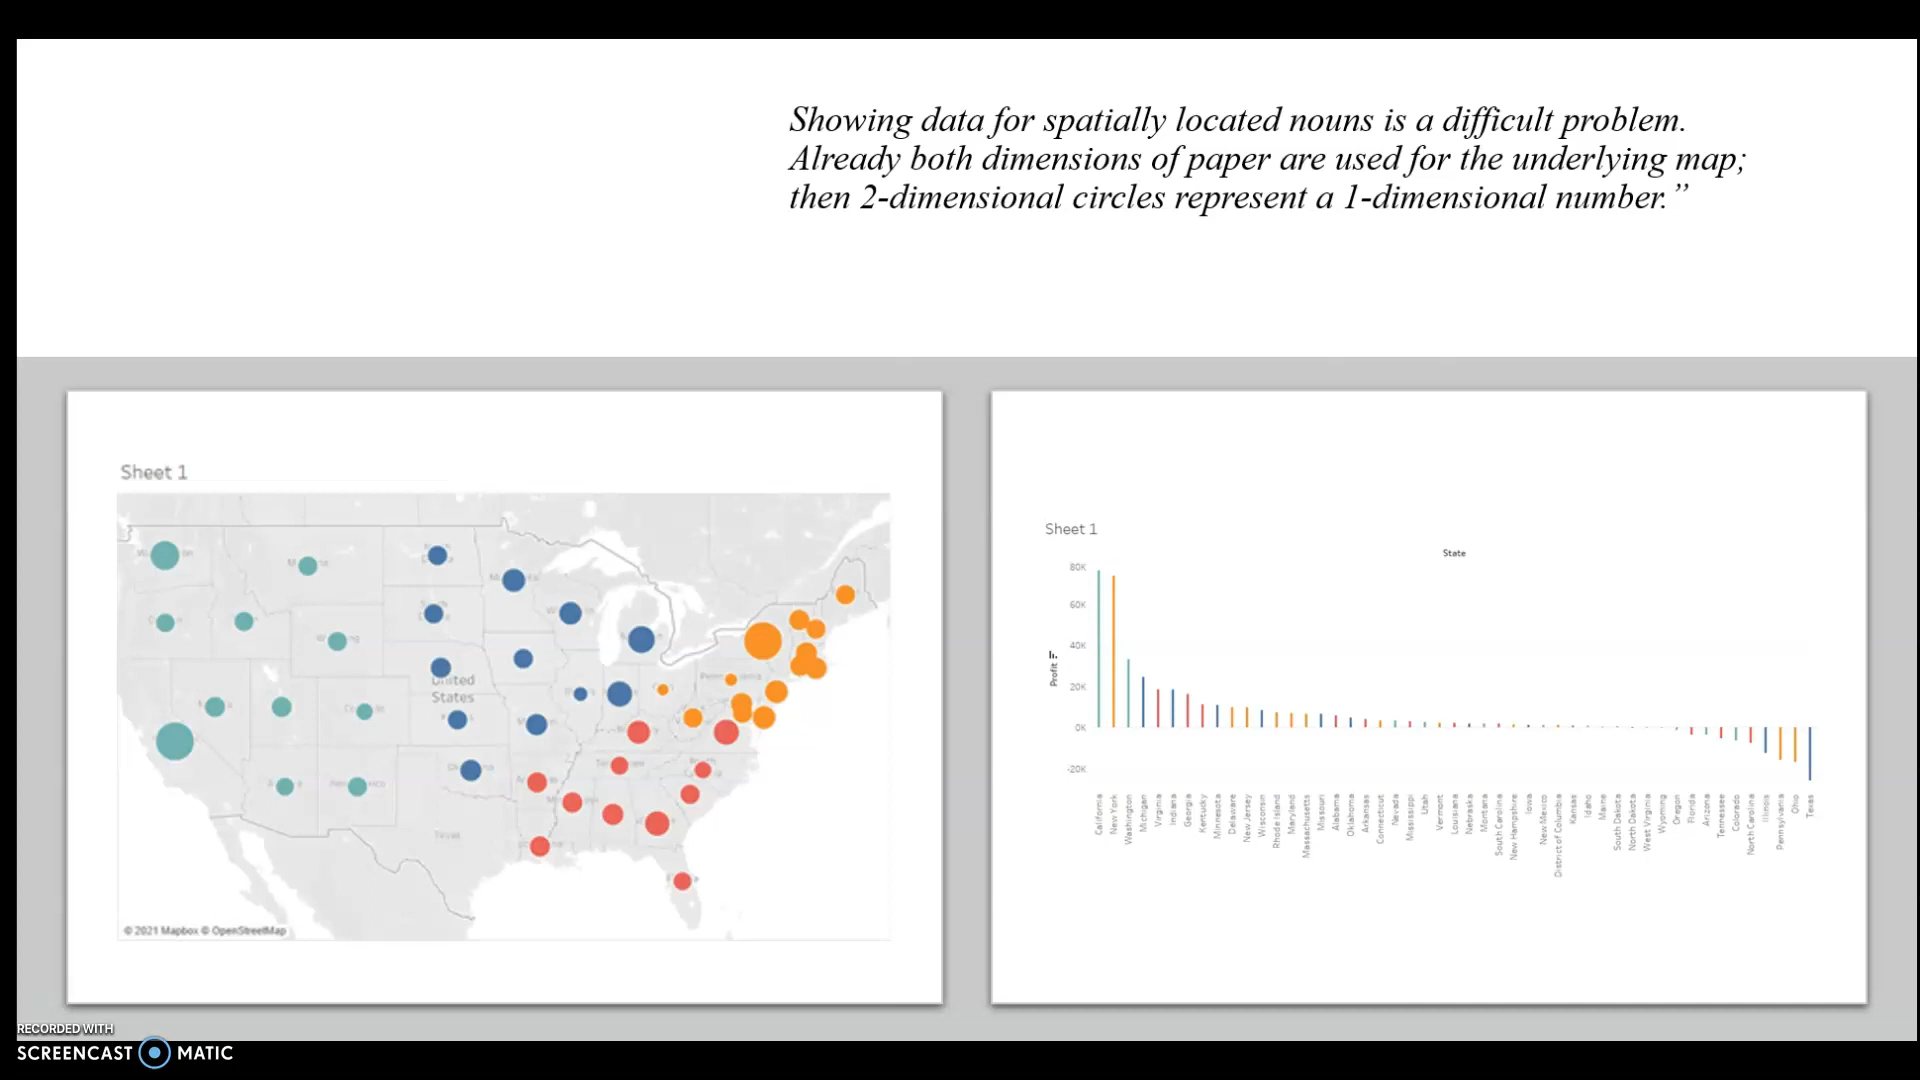 Showing data for spatially located nouns is a difficult problem.
Already both dimensions of paper are used for the underlying map;
then 2-dimensional circles represent a 1-dimensional number.”
Sheet 1
United
States
Texas
© 2021 Mapbox © OpenStreetMap
Sheet 1
State
80K
60K
40K
20K
0K
-20K
Profit
California
New York
Washington
Michigan
Virginia
Indiana
Georgia
Kentucky
Minnesota
Delaware
New Jersey
Wisconsin
Rhode Island
Maryland
Massachusetts
Missouri
Alabama
Oklahoma
Arkansas
Connecticut
Nevada
Mississippi
Utah
Vermont
Louisiana
Nebraska
Montana
South Carolina
New Hampshire
Iowa
New Mexico
District of Columbia
Kansas
Idaho
Maine
South Dakota
North Dakota
West Virginia
Wyoming
Oregon
Florida
Arizona
Tennessee
Colorado
North Carolina
Illinois
Pennsylvania
Ohio
Texas
RECORDED WITH
SCREENCAST MATIC